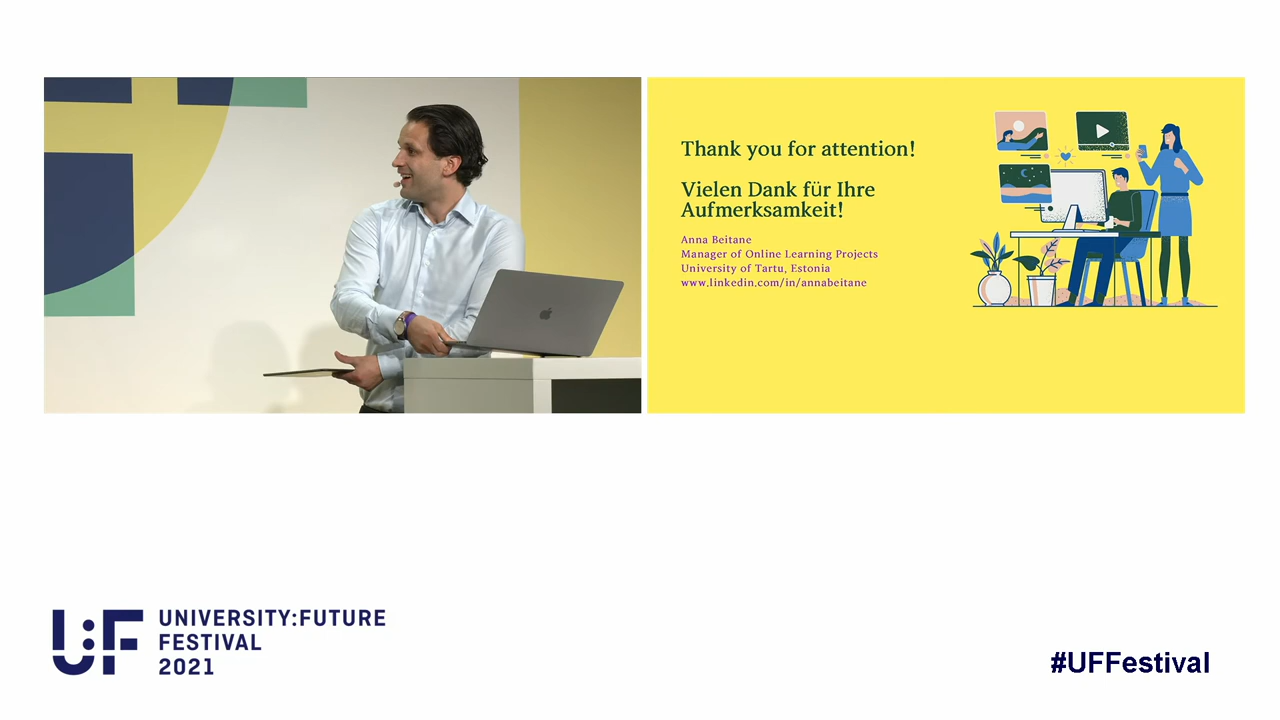 Thank you for attention!
Vielen Dank für Ihre
Aufmerksamkeit!
Anna Beitane
Manager of Online Learning Projects
University of Tartu, Estonia
www.linkedin.com/in/annabeitane
U:F
UNIVERSITY:FUTURE
FESTIVAL
2021
#UFFestival